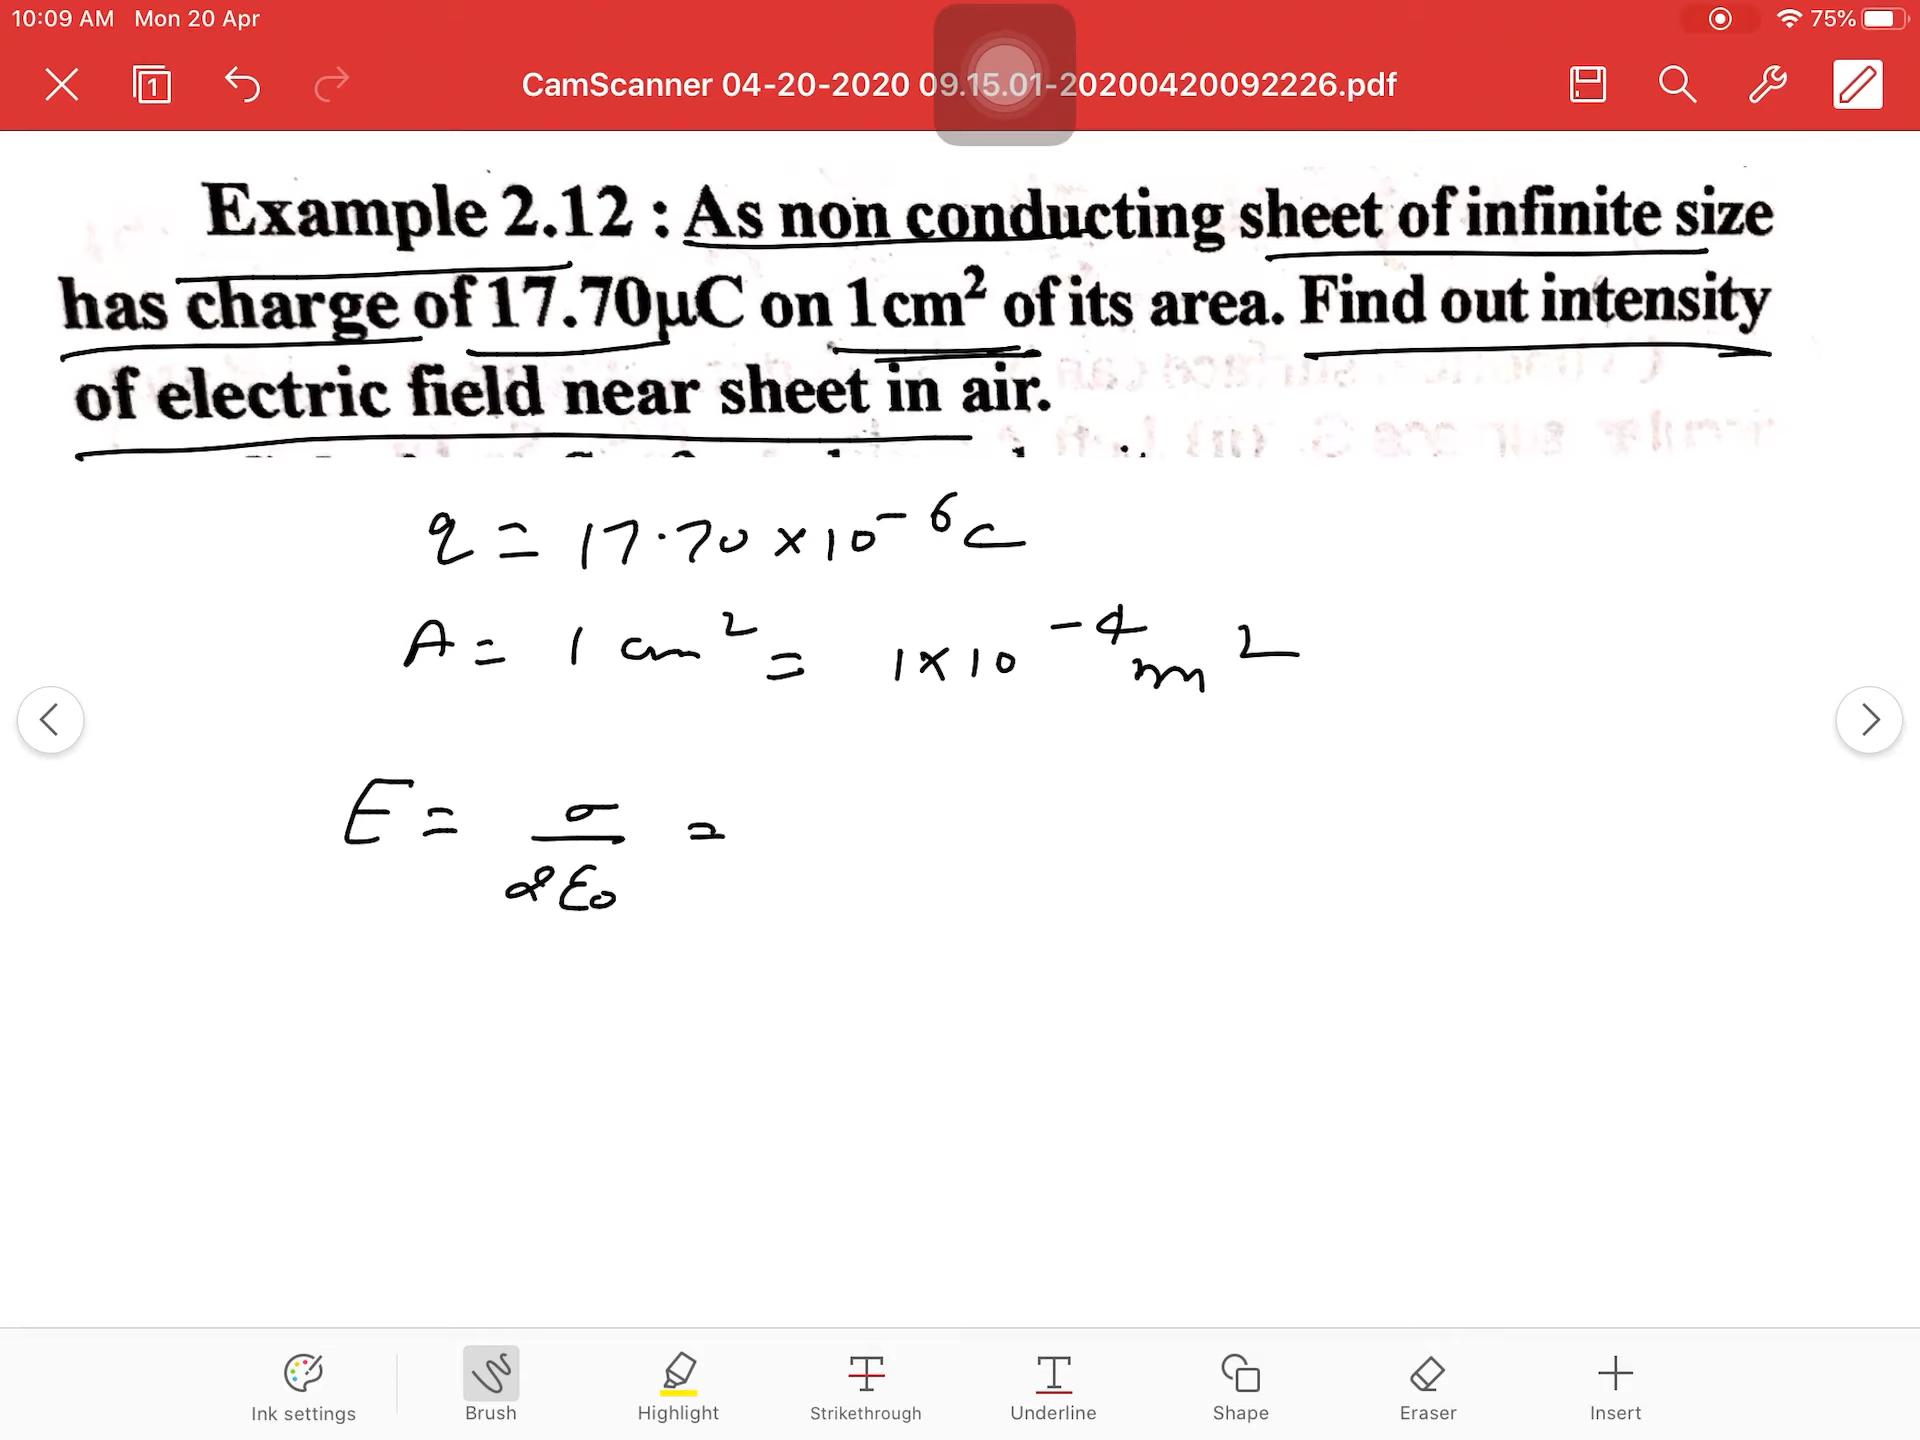 10:09 AM Mon 20 Apr
75%
1
CamScanner 04-20-2020 09.15.01-20200420092226.pdf
Example 2.12 : As non conducting sheet of infinite size
has charge of 17.70μC on 1cm² of its area. Find out intensity
of electric field near sheet in air.
q = 17.70 × 10⁻⁶ C
A = 1 cm² = 1 × 10⁻⁴ m²
E = σ / 2ε₀ =
Ink settings Brush Highlight Strikethrough Underline Shape Eraser Insert